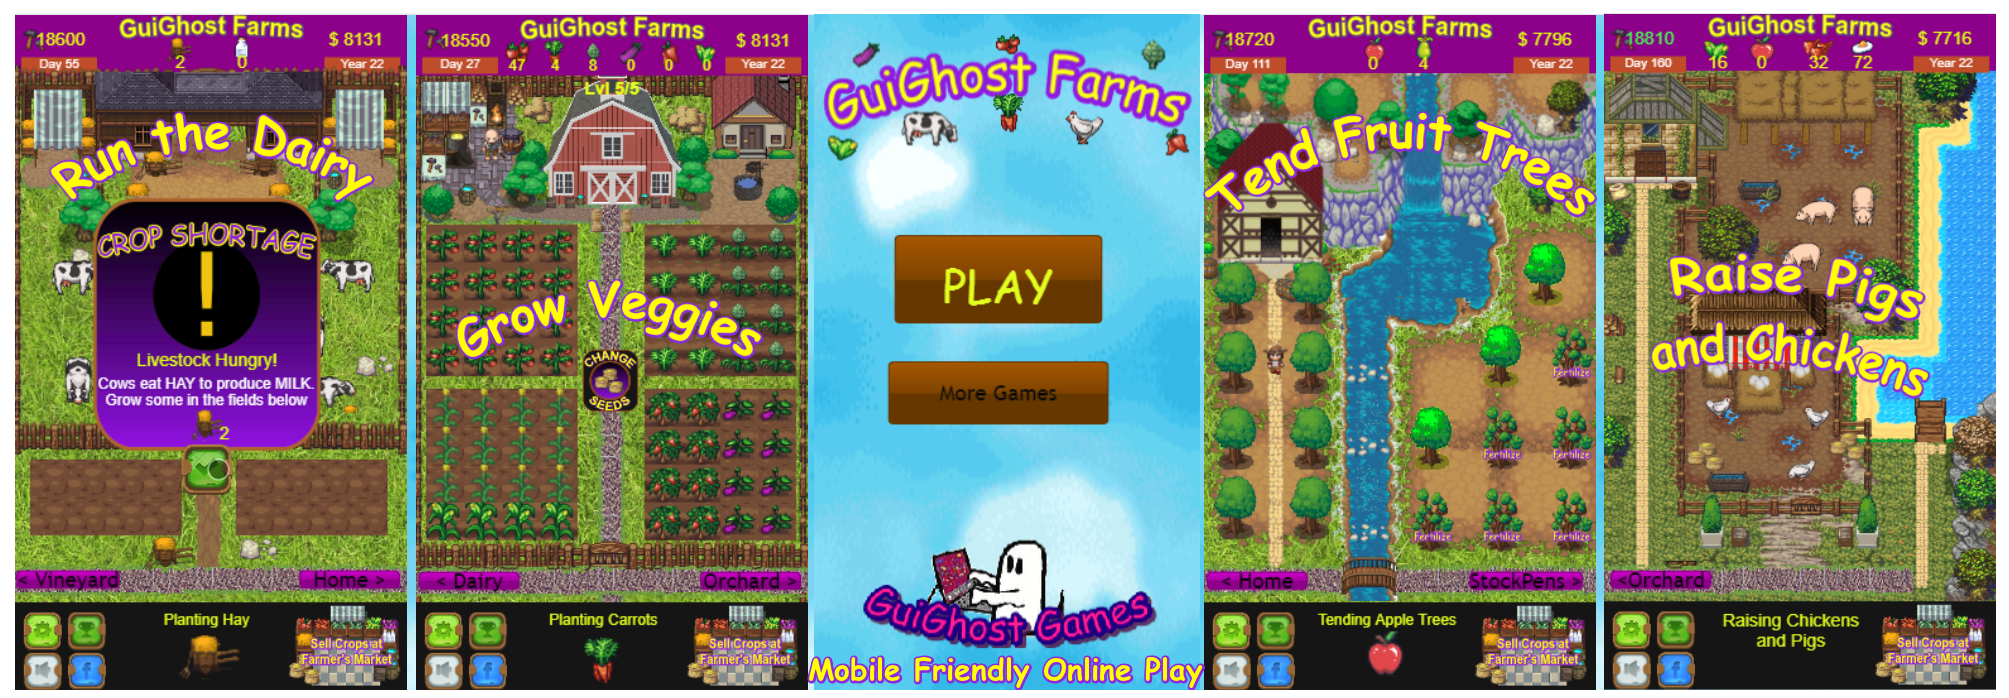 GuiGhost Farms
18600
$ 8131
Day 55
2
0
Year 22
Run the Dairy
CROP SHORTAGE
!
Livestock Hungry!
Cows eat HAY to produce MILK.
Grow some in the fields below
2
< Vineyard
Home >
Planting Hay
Sell Crops at
Farmer's Market
GuiGhost Farms
18550
$ 8131
Day 27
47
4
8
0
0
0
Year 22
Lvl 5/5
Grow Veggies
CHANGE
SEEDS
< Dairy
Orchard >
Planting Carrots
Sell Crops at
Farmer's Market
GuiGhost Farms
PLAY
More Games
GuiGhost Games
Mobile Friendly Online Play
GuiGhost Farms
18720
$ 7796
Day 111
0
4
Year 22
Tend Fruit Trees
Fertilize
Fertilize
Fertilize
Fertilize
Fertilize
Fertilize
< Home
StockPens >
Tending Apple Trees
Sell Crops at
Farmer's Market
GuiGhost Farms
18810
$ 7716
Day 160
16
0
32
72
Year 22
Raise Pigs
and Chickens
<Orchard
Raising Chickens
and Pigs
Sell Crops at
Farmer's Market